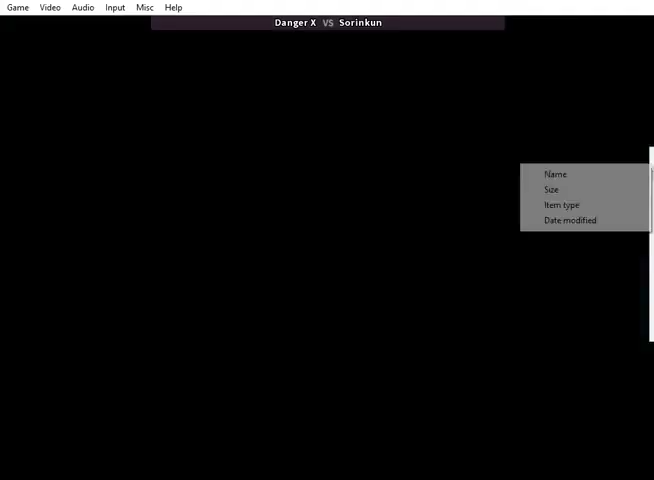 Game Video Audio Input Misc Help
Danger X VS Sorinkun
Name
Size
Item type
Date modified